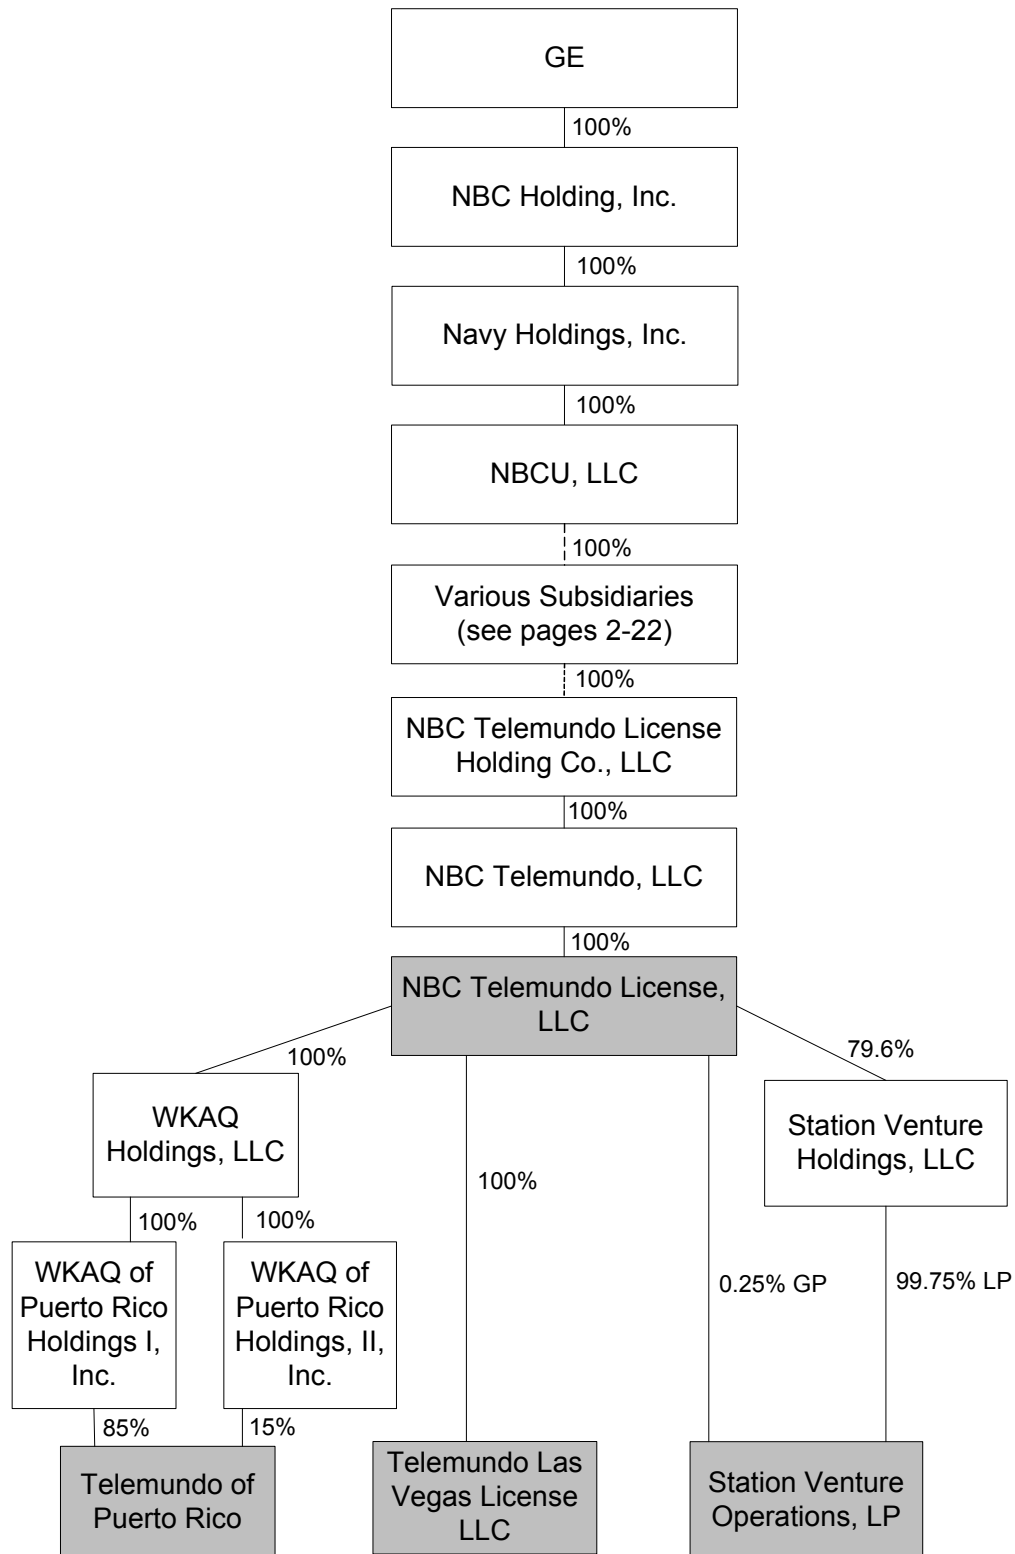 GE
100%
NBC Holding, Inc.
100%
Navy Holdings, Inc.
100%
NBCU, LLC
100%
Various Subsidiaries
(see pages 2-22)
100%
NBC Telemundo License
Holding Co., LLC
100%
NBC Telemundo, LLC
100%
NBC Telemundo License,
LLC
100%
79.6%
WKAQ
Holdings, LLC
Station Venture
Holdings, LLC
100%
100%
100%
WKAQ of
Puerto Rico
Holdings I,
Inc.
WKAQ of
Puerto Rico
Holdings, II,
Inc.
0.25% GP
99.75% LP
85%
15%
Telemundo of
Puerto Rico
Telemundo Las
Vegas License
LLC
Station Venture
Operations, LP